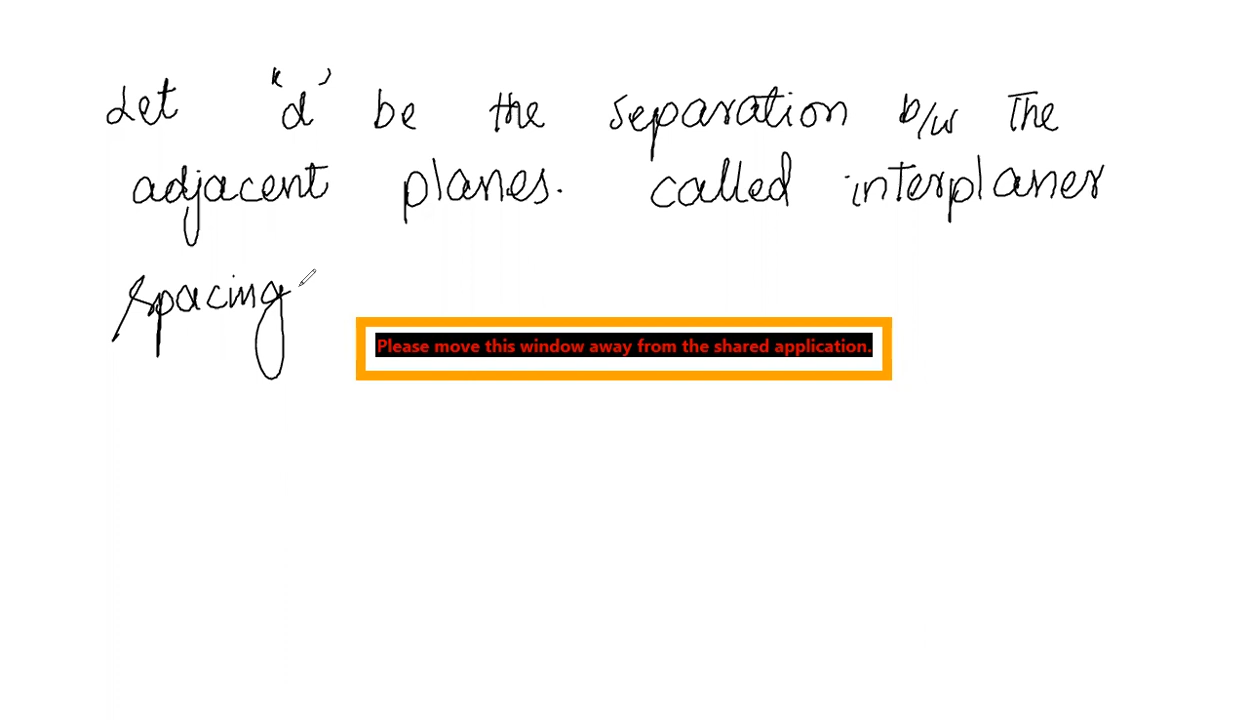 Let "d' be the separation b/w The
adjacent planes. called interplaner
spacing
Please move this window away from the shared application.